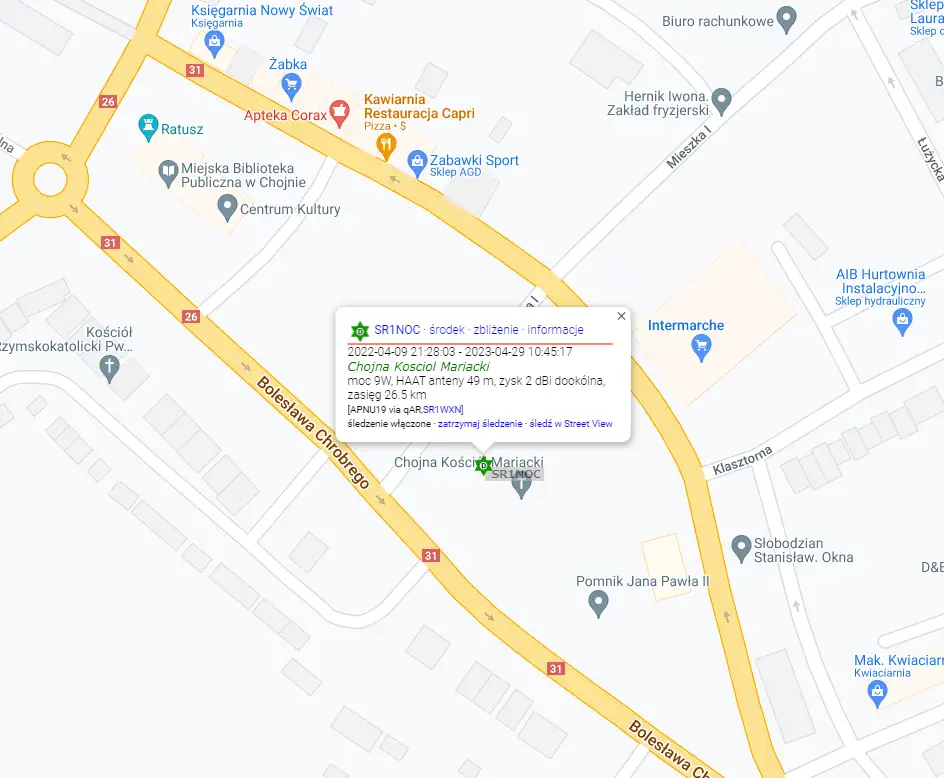 Księgarnia Nowy Świat
Księgarnia
Sklep
Laura
Sklep o
Biuro rachunkowe
31
Żabka
26
Apteka Corax
Kawiarnia
Restauracja Capri
Pizza • $
Hernik Iwona.
Zakład fryzjerski
Ratusz
Mieszka I
Łużycka
lna
Miejska Biblioteka
Publiczna w Chojnie
Zabawki Sport
Sklep AGD
Centrum Kultury
31
AIB Hurtownia
Instalacyjno...
Sklep hydrauliczny
26
Intermarche
Kościół
Rzymskokatolicki Pw...
SR1NOC · środek · zbliżenie · informacje
2022-04-09 21:28:03 - 2023-04-29 10:45:17
Chojna Kosciol Mariacki
moc 9W, HAAT anteny 49 m, zysk 2 dBi dookólna,
zasięg 26.5 km
[APNU19 via qAR,SR1WXN]
śledzenie włączone · zatrzymaj śledzenie · śledź w Street View
Bolesława Chrobrego
Klasztorna
Chojna Kości Mariacki
D
SR1NOC
31
Słobodzian
Stanisław. Okna
D&E
Pomnik Jana Pawła II
31
Mak. Kwiaciar
Kwiaciarnia
Bolesława Ch